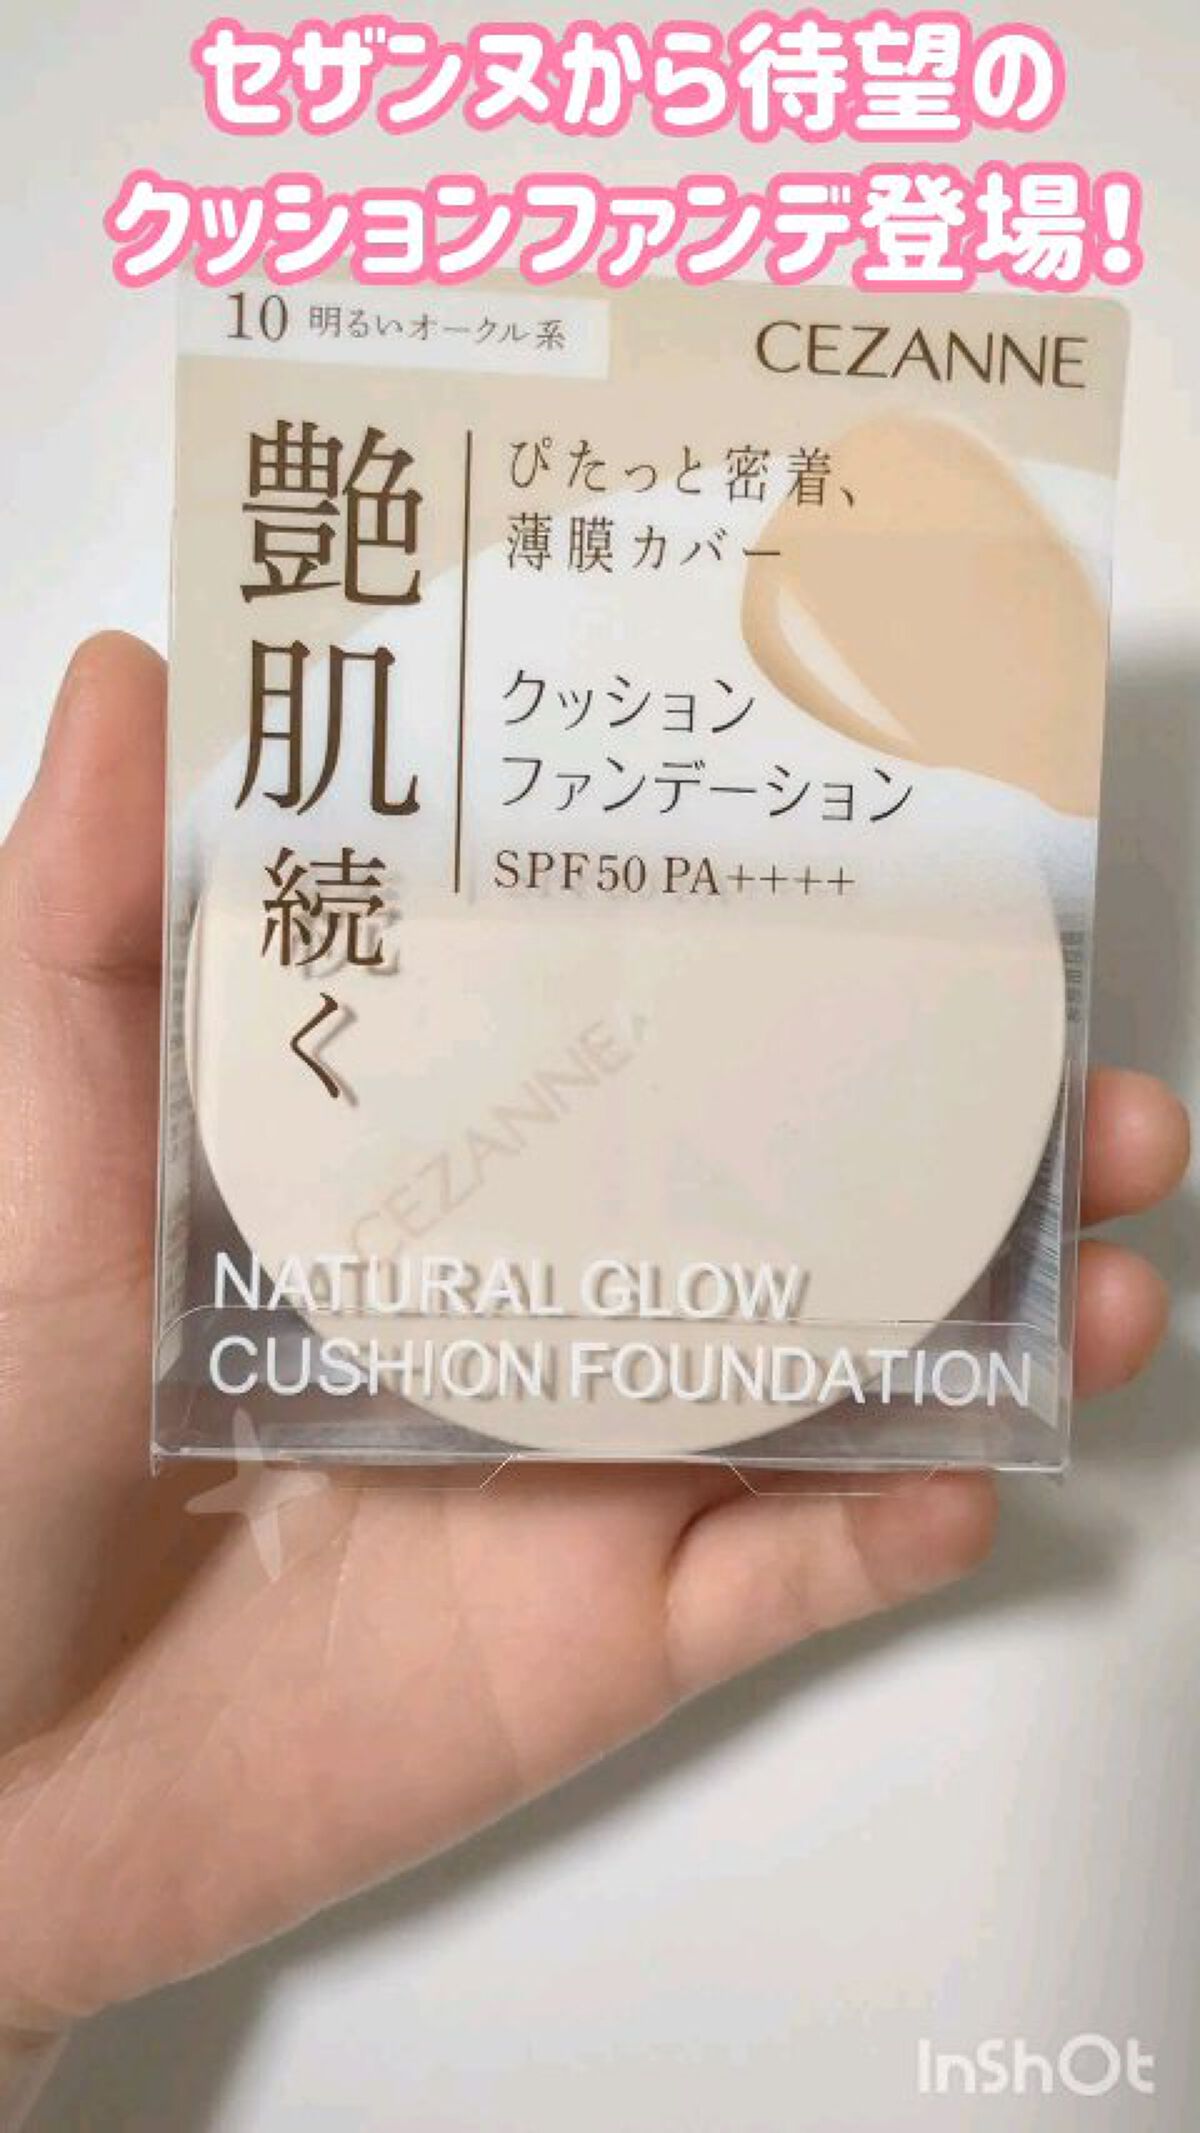 セザンヌから待望の
クッションファンデ登場!
10 明るいオークル系
CEZANNE
艶肌続く
ぴたっと密着、
薄膜カバー
クッション
ファンデーション
SPF50 PA++++
CEZANNE
NATURAL GLOW
CUSHION FOUNDATION
InShOt